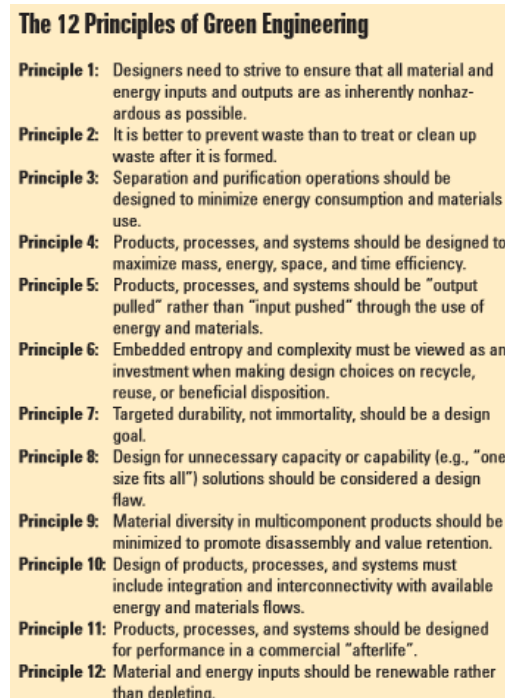 The 12 Principles of Green Engineering
Principle 1: Designers need to strive to ensure that all material and
energy inputs and outputs are as inherently nonhaz-
ardous as possible.
Principle 2: It is better to prevent waste than to treat or clean up
waste after it is formed.
Principle 3: Separation and purification operations should be
designed to minimize energy consumption and materials
use.
Principle 4: Products, processes, and systems should be designed to
maximize mass, energy, space, and time efficiency.
Principle 5: Products, processes, and systems should be "output
pulled" rather than "input pushed" through the use of
energy and materials.
Principle 6: Embedded entropy and complexity must be viewed as an
investment when making design choices on recycle,
reuse, or beneficial disposition.
Principle 7: Targeted durability, not immortality, should be a design
goal.
Principle 8: Design for unnecessary capacity or capability (e.g., "one
size fits all") solutions should be considered a design
flaw.
Principle 9: Material diversity in multicomponent products should be
minimized to promote disassembly and value retention.
Principle 10: Design of products, processes, and systems must
include integration and interconnectivity with available
energy and materials flows.
Principle 11: Products, processes, and systems should be designed
for performance in a commercial "afterlife".
Principle 12: Material and energy inputs should be renewable rather
than depleting.